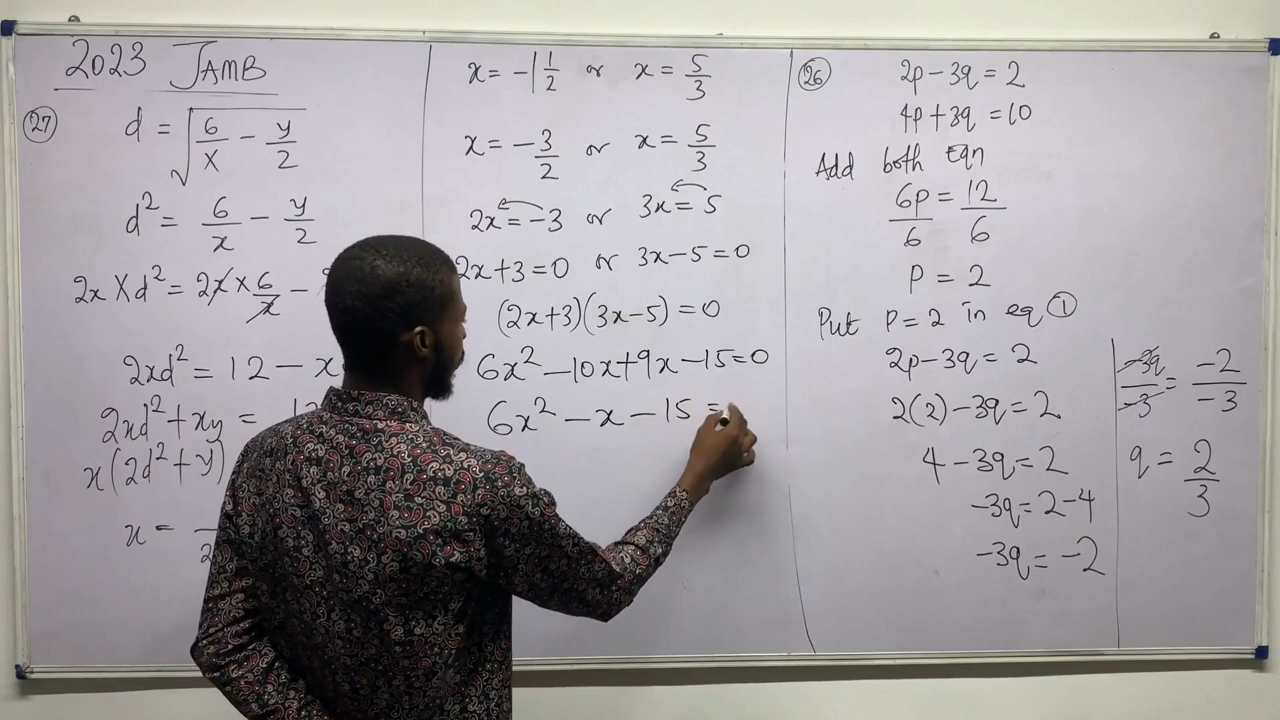 2023 JAMB
27 d = √(6/x − y/2)
d² = 6/x − y/2
2x × d² = 2x × 6/x −
2xd² = 12 − x
2xd² + xy =
x(2d² + y)
x =
x = −1 1/2 or x = 5/3
x = −3/2 or x = 5/3
2x = −3 or 3x = 5
2x + 3 = 0 or 3x − 5 = 0
(2x+3)(3x−5) = 0
6x² − 10x + 9x − 15 = 0
6x² − x − 15 =
26 2p − 3q = 2
4p + 3q = 10
Add both Eqn
6p/6 = 12/6
P = 2
Put P = 2 in eq ①
2p − 3q = 2
2(2) − 3q = 2
4 − 3q = 2
−3q = 2 − 4
−3q = −2
−3q/−3 = −2/−3
q = 2/3